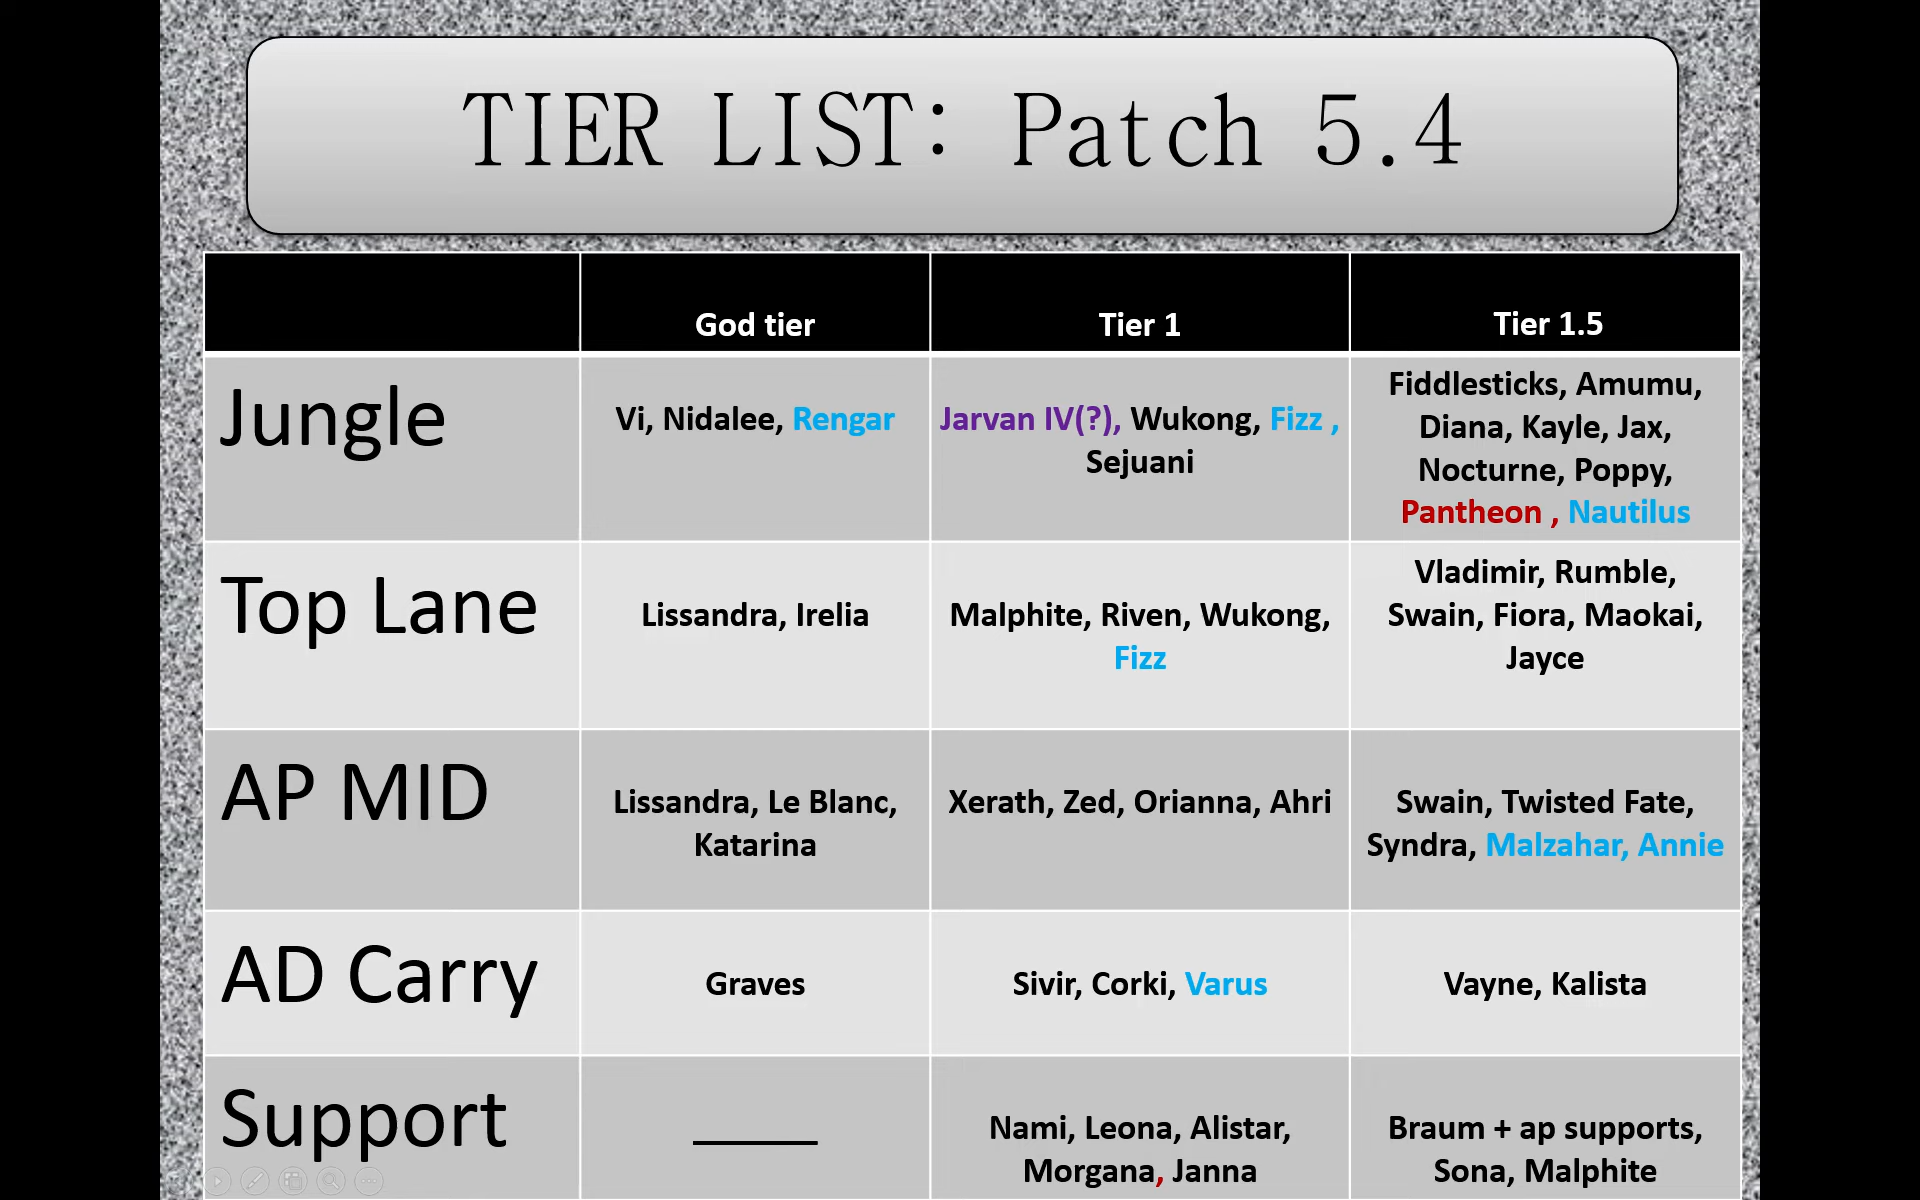 TIER LIST: Patch 5.4
God tier
Tier 1
Tier 1.5
Jungle
Vi, Nidalee, Rengar
Jarvan IV(?), Wukong, Fizz ,
Sejuani
Fiddlesticks, Amumu,
Diana, Kayle, Jax,
Nocturne, Poppy,
Pantheon , Nautilus
Top Lane
Lissandra, Irelia
Malphite, Riven, Wukong,
Fizz
Vladimir, Rumble,
Swain, Fiora, Maokai,
Jayce
AP MID
Lissandra, Le Blanc,
Katarina
Xerath, Zed, Orianna, Ahri
Swain, Twisted Fate,
Syndra, Malzahar, Annie
AD Carry
Graves
Sivir, Corki, Varus
Vayne, Kalista
Support
Nami, Leona, Alistar,
Morgana, Janna
Braum + ap supports,
Sona, Malphite